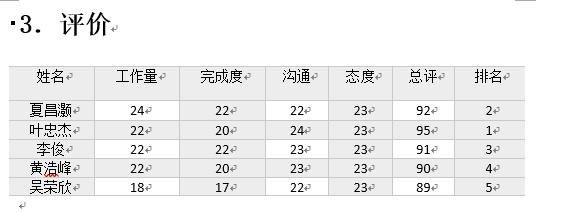 3. 评价
姓名 工作量 完成度 沟通 态度 总评 排名
夏昌灏 24 22 22 23 92 2
叶忠杰 22 20 24 23 95 1
李俊 22 22 23 23 91 3
黄浩峰 22 20 23 23 90 4
吴荣欣 18 17 22 23 89 5